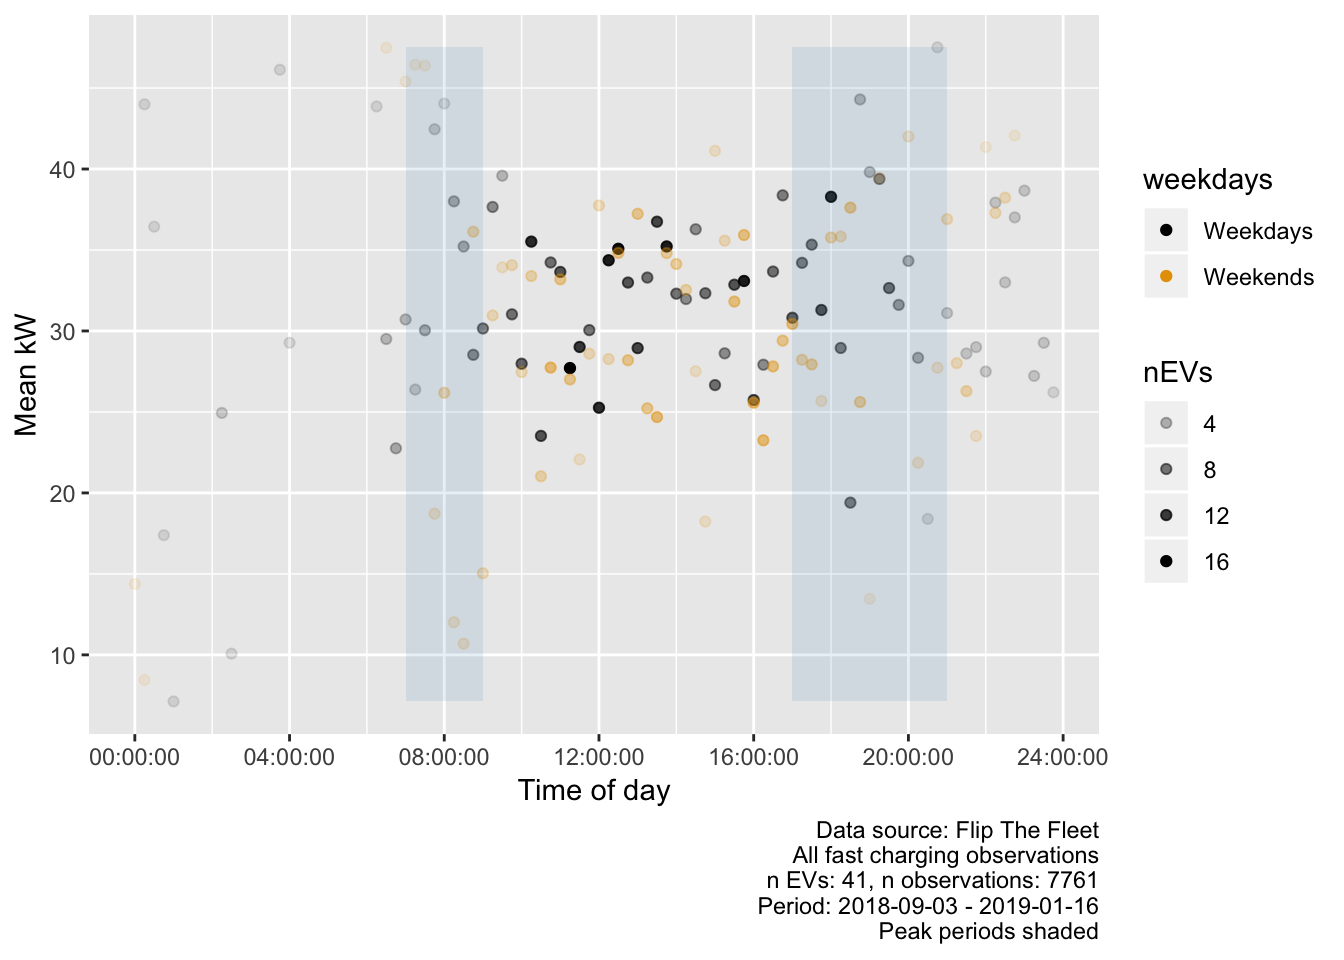 Mean kW
40
30
20
10
00:00:00
04:00:00
08:00:00
12:00:00
16:00:00
20:00:00
24:00:00
Time of day
weekdays
Weekdays
Weekends
nEVs
4
8
12
16
Data source: Flip The Fleet
All fast charging observations
n EVs: 41, n observations: 7761
Period: 2018-09-03 - 2019-01-16
Peak periods shaded